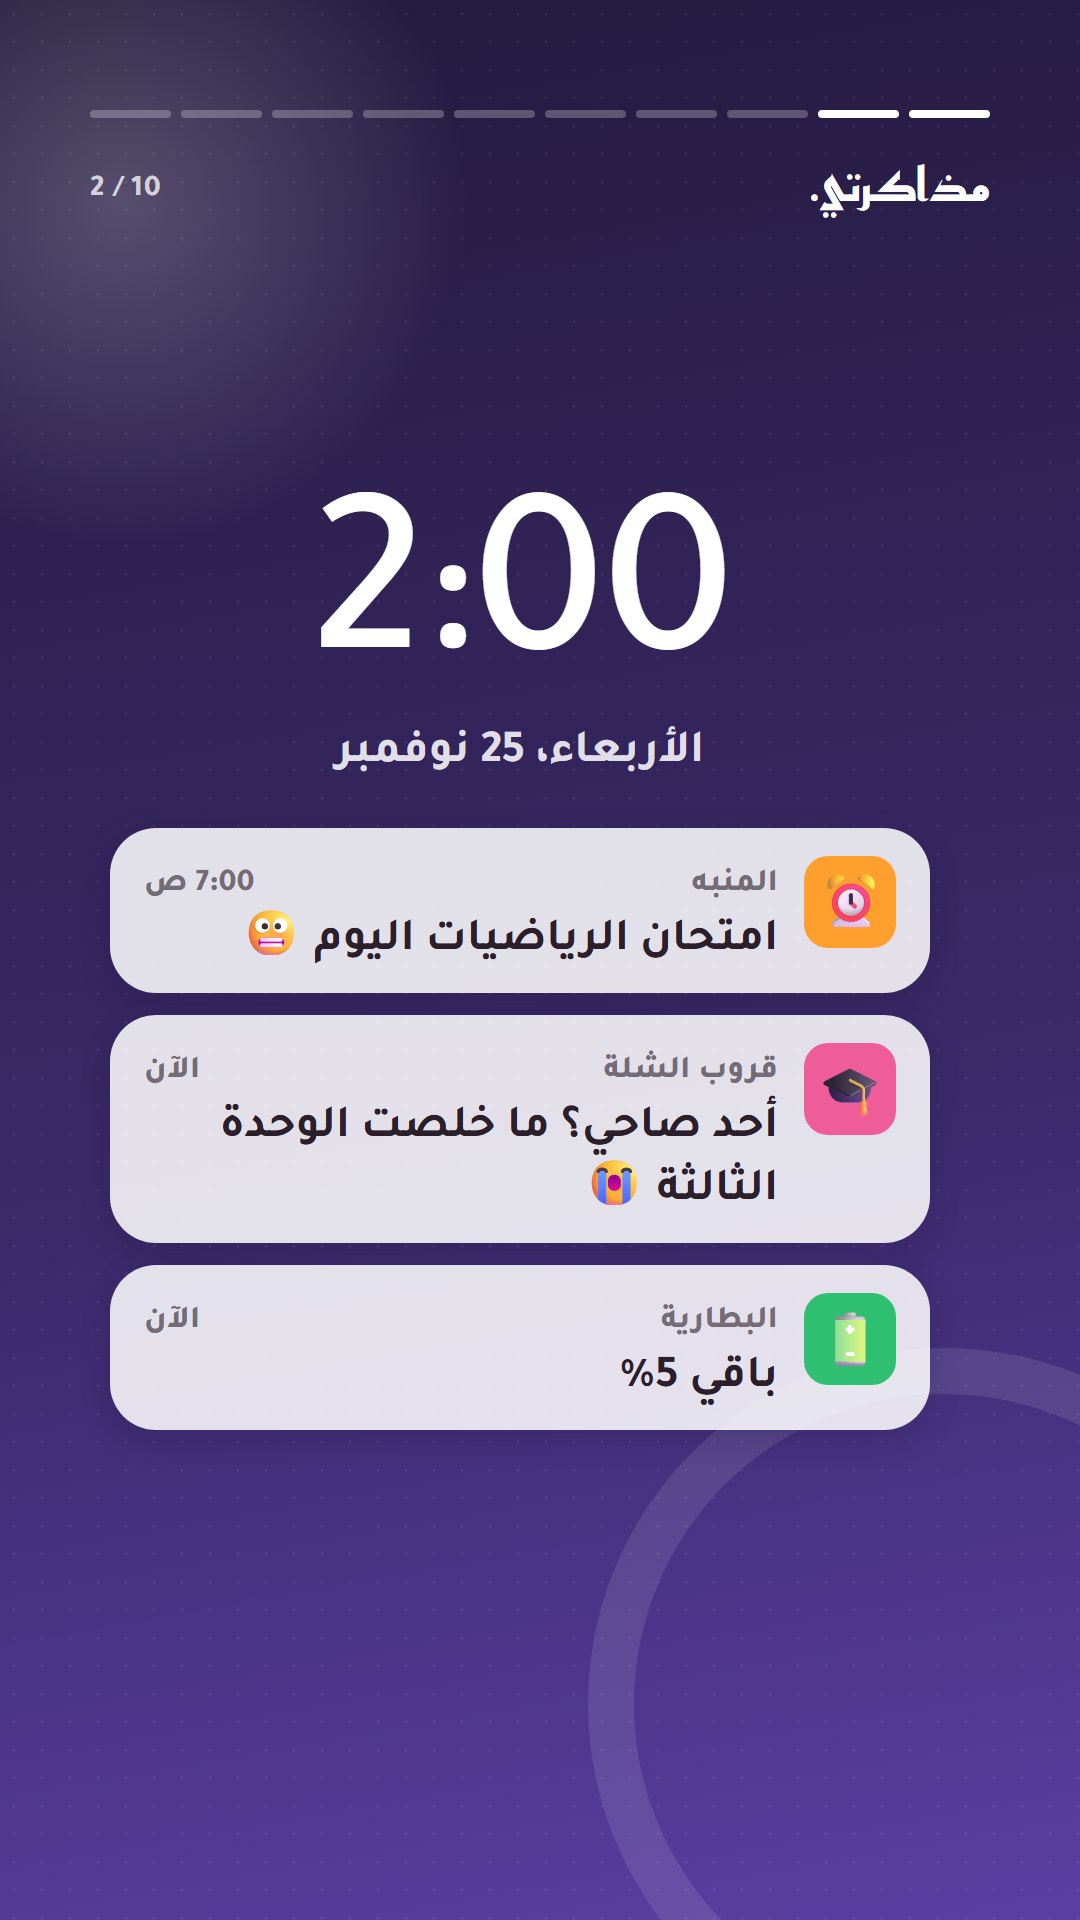 مذاكرتي.
2 / 10
2:00
الأربعاء، 25 نوفمبر
المنبه
7:00 ص
امتحان الرياضيات اليوم 😬
قروب الشلة
الآن
أحد صاحي؟ ما خلصت الوحدة
الثالثة 😭
البطارية
الآن
باقي 5%